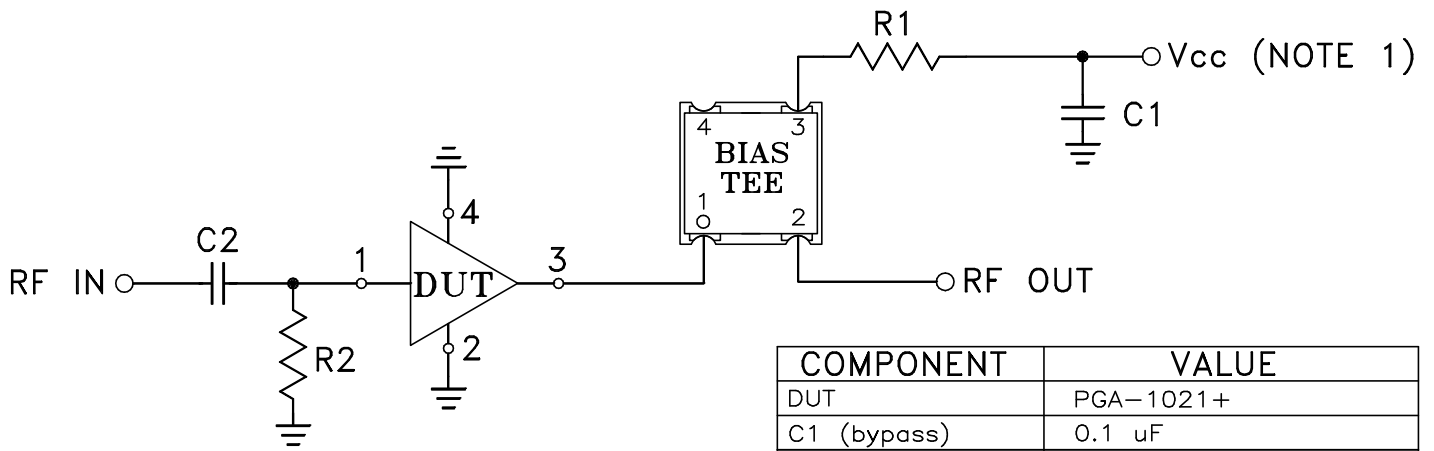 R1
Vcc (NOTE 1)
C1
4 3
BIAS
TEE
1 2
4
C2
RF IN
1
DUT
3
RF OUT
R2
2
COMPONENT VALUE
DUT PGA-1021+
C1 (bypass) 0.1 uF